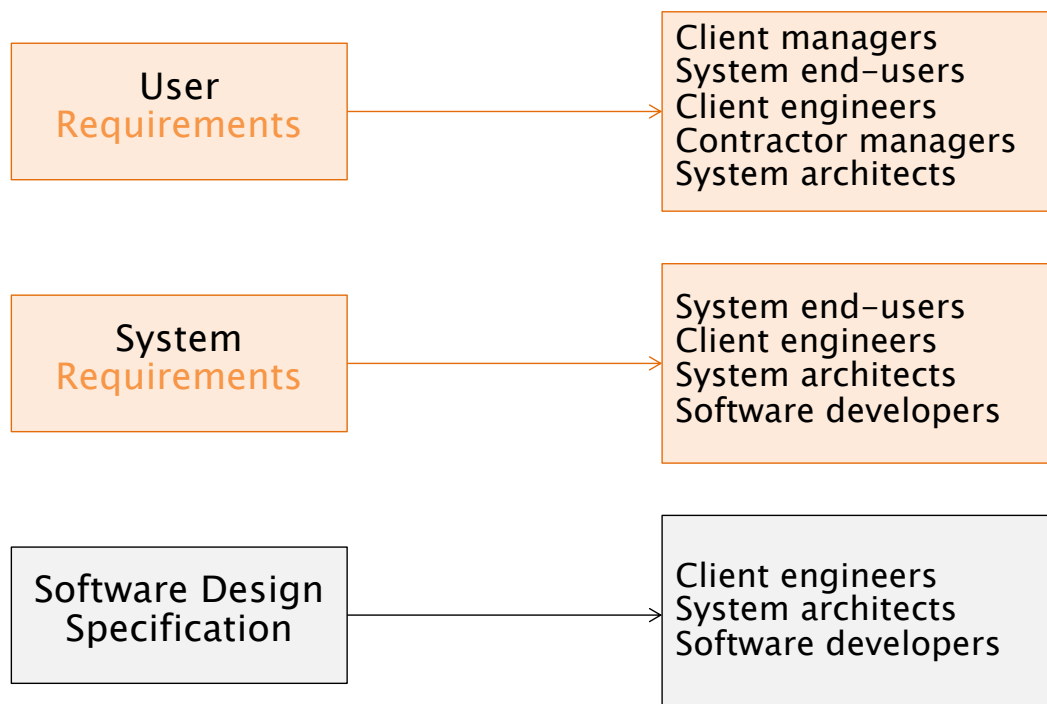 User
Requirements
Client managers
System end-users
Client engineers
Contractor managers
System architects
System
Requirements
System end-users
Client engineers
System architects
Software developers
Software Design
Specification
Client engineers
System architects
Software developers